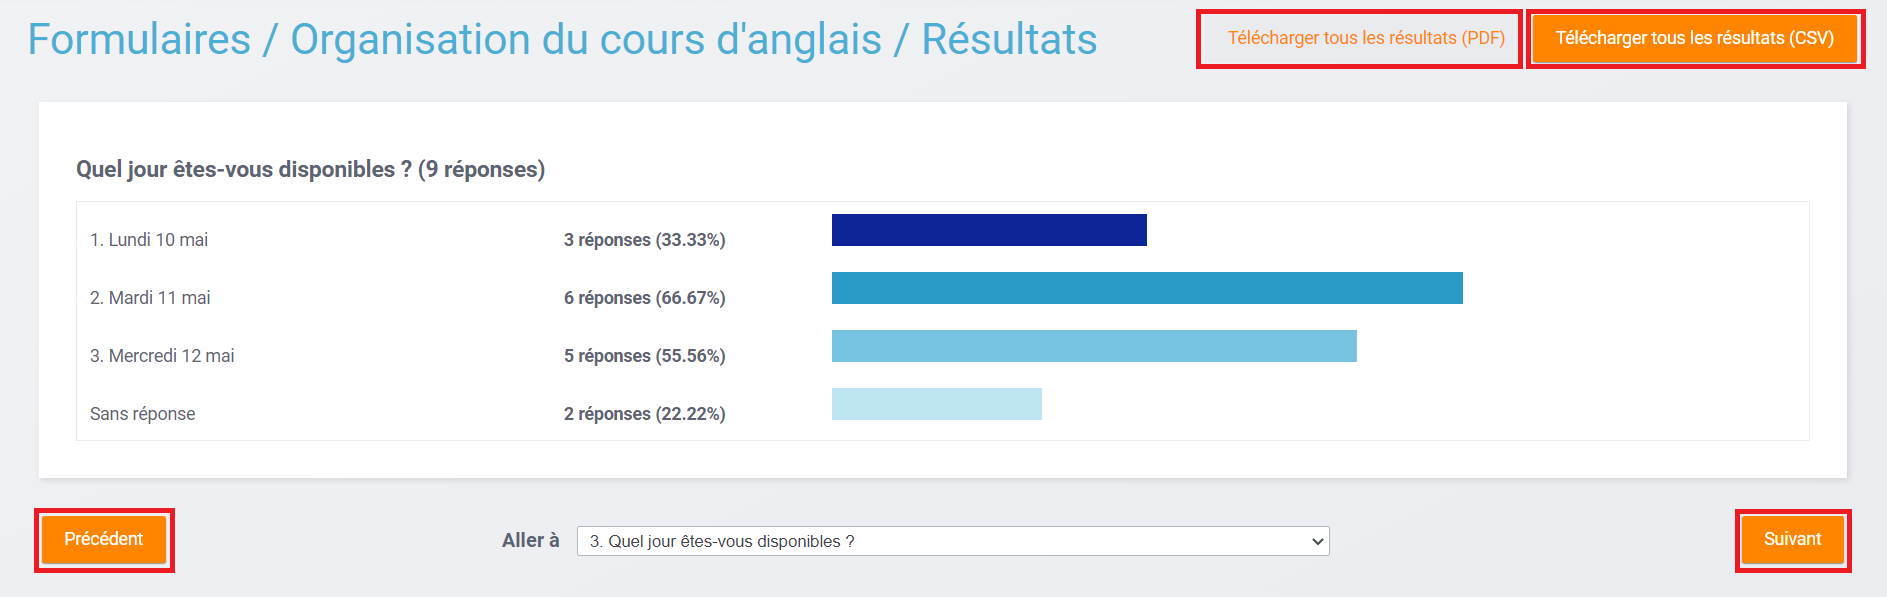 Formulaires / Organisation du cours d'anglais / Résultats
Télécharger tous les résultats (PDF)
Télécharger tous les résultats (CSV)
Quel jour êtes-vous disponibles ? (9 réponses)
1. Lundi 10 mai 3 réponses (33.33%)
2. Mardi 11 mai 6 réponses (66.67%)
3. Mercredi 12 mai 5 réponses (55.56%)
Sans réponse 2 réponses (22.22%)
Précédent
Aller à 3. Quel jour êtes-vous disponibles ?
Suivant